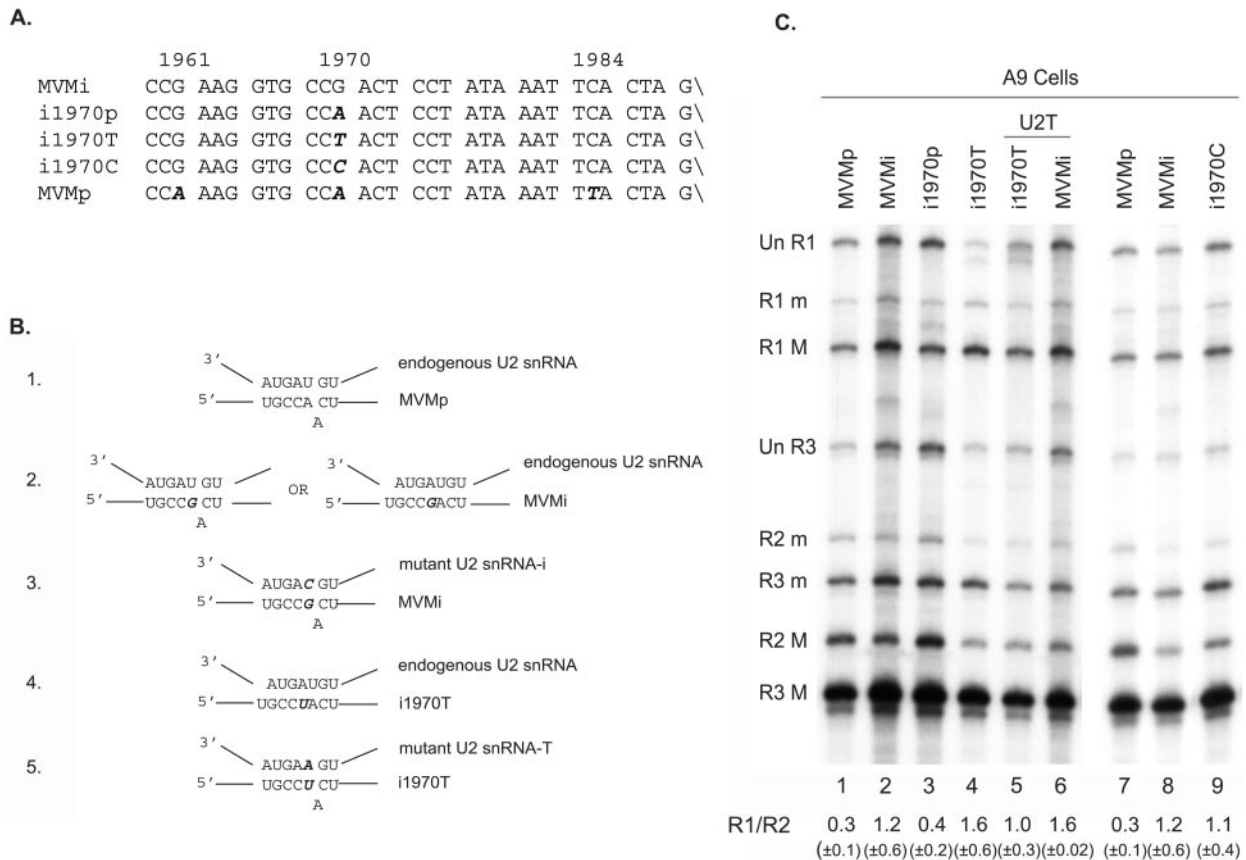 A.
1961 1970 1984
MVMi CCG AAG GTG CCG ACT CCT ATA AAT TCA CTAG\
i1970p CCG AAG GTG CCA ACT CCT ATA AAT TCA CTAG\
i1970T CCG AAG GTG CCT ACT CCT ATA AAT TCA CTAG\
i1970C CCG AAG GTG CCC ACT CCT ATA AAT TCA CTAG\
MVMp CCA AAG GTG CCA ACT CCT ATA AAT TTA CTAG\
B.
1.
3′ AUGAU GU endogenous U2 snRNA
5′ UGCCA CU MVMp
A
2.
3′ AUGAU GU
5′ UGCCG CU
A
OR
3′ AUGAUGU endogenous U2 snRNA
5′ UGCCGACU MVMi
3.
3′ AUGAC GU mutant U2 snRNA-i
5′ UGCCG CU MVMi
A
4.
3′ AUGAUGU endogenous U2 snRNA
5′ UGCCUACU i1970T
5.
3′ AUGAA GU mutant U2 snRNA-T
5′ UGCCU CU i1970T
A
C.
A9 Cells
U2T
MVMp MVMi i1970p i1970T i1970T MVMi MVMp MVMi i1970C
Un R1
R1 m
R1 M
Un R3
R2 m
R3 m
R2 M
R3 M
1 2 3 4 5 6 7 8 9
R1/R2 0.3 1.2 0.4 1.6 1.0 1.6 0.3 1.2 1.1
(±0.1) (±0.6) (±0.2) (±0.6) (±0.3) (±0.02) (±0.1) (±0.6) (±0.4)